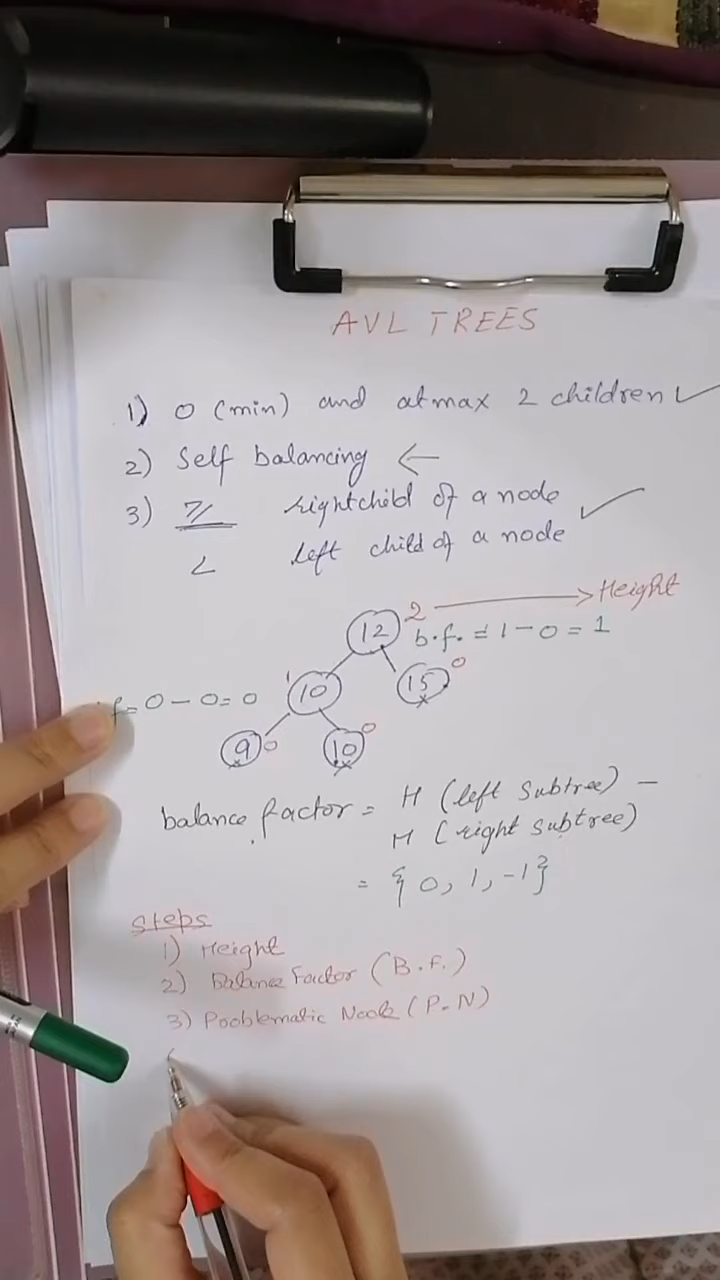 AVL TREES
1) 0 (min) and atmax 2 children ✓
2) Self balancing ←
3) ≥ rightchild of a node ✓
< left child of a node
12 2 → Height
b.f. = 1 - 0 = 1
f = 0 - 0 = 0 1 10 15 0
9 0 10 0
balance factor = H (left subtree) -
H (right subtree)
= {0, 1, -1}
Steps
1) Height
2) Balance Factor (B.F.)
3) Problematic Node (P.N)